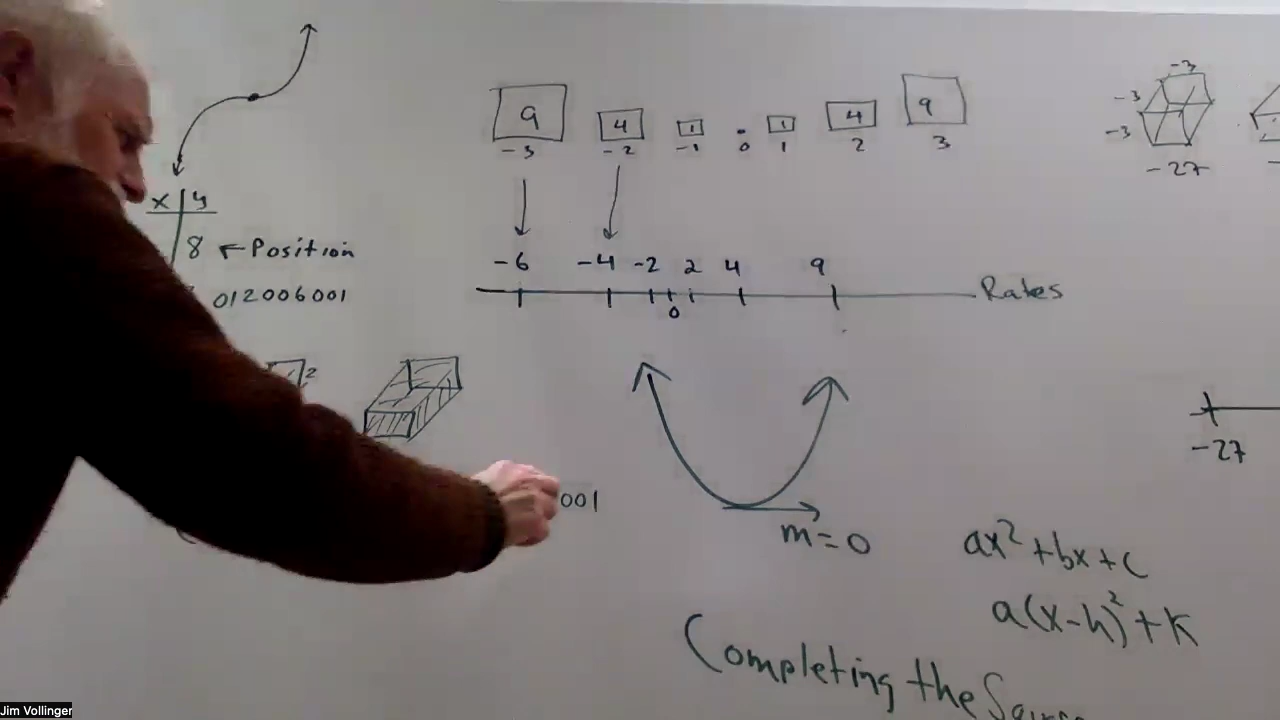 9 4 1 1 4 9
-3 -2 -1 0 1 2 3
-3
-3
-3
-27
x y
8 ← Position
012006001
-6 -4 -2 2 4 9
0
Rates
2
001
-27
m=0
ax²+bx+c
a(x-h)²+k
Completing the
Jim Vollinger